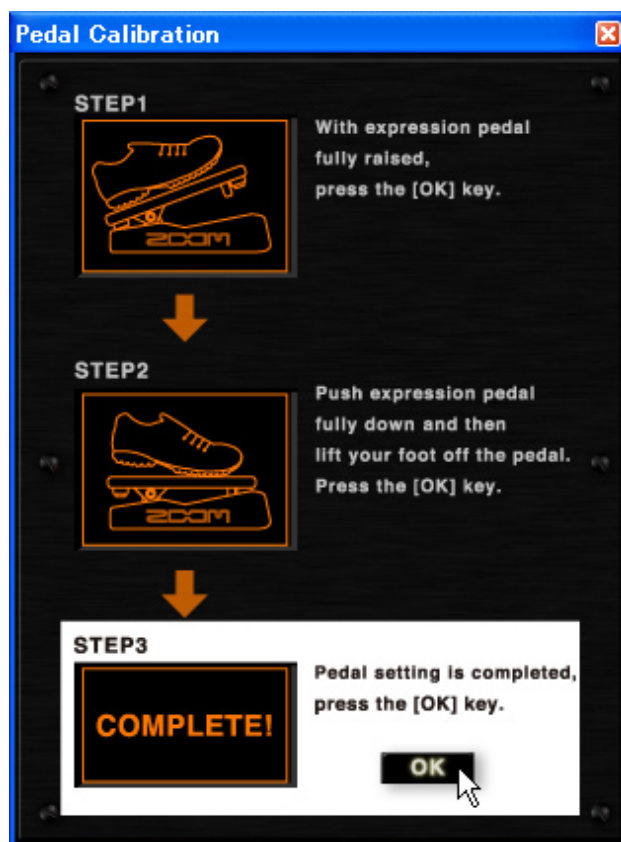 Pedal Calibration
STEP1
With expression pedal
fully raised,
press the [OK] key.
ZOOM
STEP2
Push expression pedal
fully down and then
lift your foot off the pedal.
Press the [OK] key.
ZOOM
STEP3
COMPLETE!
Pedal setting is completed,
press the [OK] key.
OK